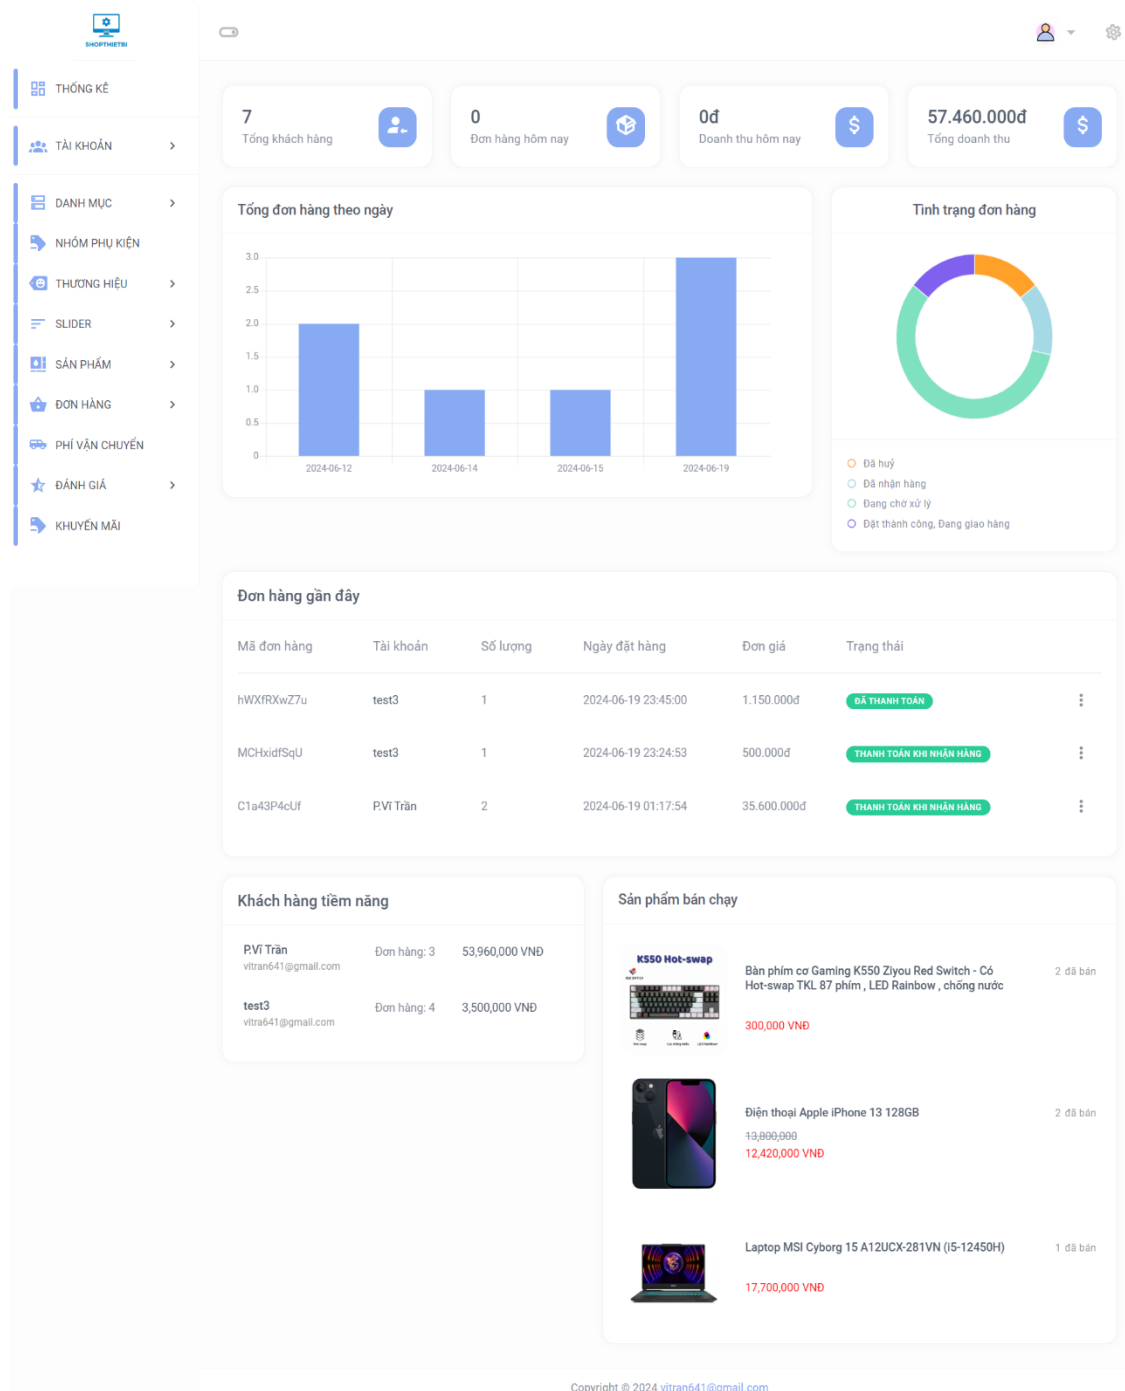 SHOPTHIETBI
THỐNG KÊ
TÀI KHOẢN
DANH MỤC
NHÓM PHỤ KIỆN
THƯƠNG HIỆU
SLIDER
SẢN PHẨM
ĐƠN HÀNG
PHÍ VẬN CHUYỂN
ĐÁNH GIÁ
KHUYẾN MÃI
7
Tổng khách hàng
0
Đơn hàng hôm nay
0đ
Doanh thu hôm nay
57.460.000đ
Tổng doanh thu
Tổng đơn hàng theo ngày
3.0
2.5
2.0
1.5
1.0
0.5
0
2024-06-12 2024-06-14 2024-06-15 2024-06-19
Tình trạng đơn hàng
Đã huỷ
Đã nhận hàng
Đang chờ xử lý
Đặt thành công, Đang giao hàng
Đơn hàng gần đây
Mã đơn hàng Tài khoản Số lượng Ngày đặt hàng Đơn giá Trạng thái
hWXfRXwZ7u test3 1 2024-06-19 23:45:00 1.150.000đ ĐÃ THANH TOÁN
MCHxidfSqU test3 1 2024-06-19 23:24:53 500.000đ THANH TOÁN KHI NHẬN HÀNG
C1a43P4cUf P.Vĩ Trần 2 2024-06-19 01:17:54 35.600.000đ THANH TOÁN KHI NHẬN HÀNG
Khách hàng tiềm năng
P.Vĩ Trần Đơn hàng: 3 53,960,000 VNĐ
vitran641@gmail.com
test3 Đơn hàng: 4 3,500,000 VNĐ
vitra641@gmail.com
Sản phẩm bán chạy
K550 Hot-swap
Bàn phím cơ Gaming K550 Ziyou Red Switch - Có 2 đã bán
Hot-swap TKL 87 phím , LED Rainbow , chống nước
300,000 VNĐ
Điện thoại Apple iPhone 13 128GB 2 đã bán
13,800,000
12,420,000 VNĐ
Laptop MSI Cyborg 15 A12UCX-281VN (i5-12450H) 1 đã bán
17,700,000 VNĐ
Copyright © 2024 vitran641@gmail.com